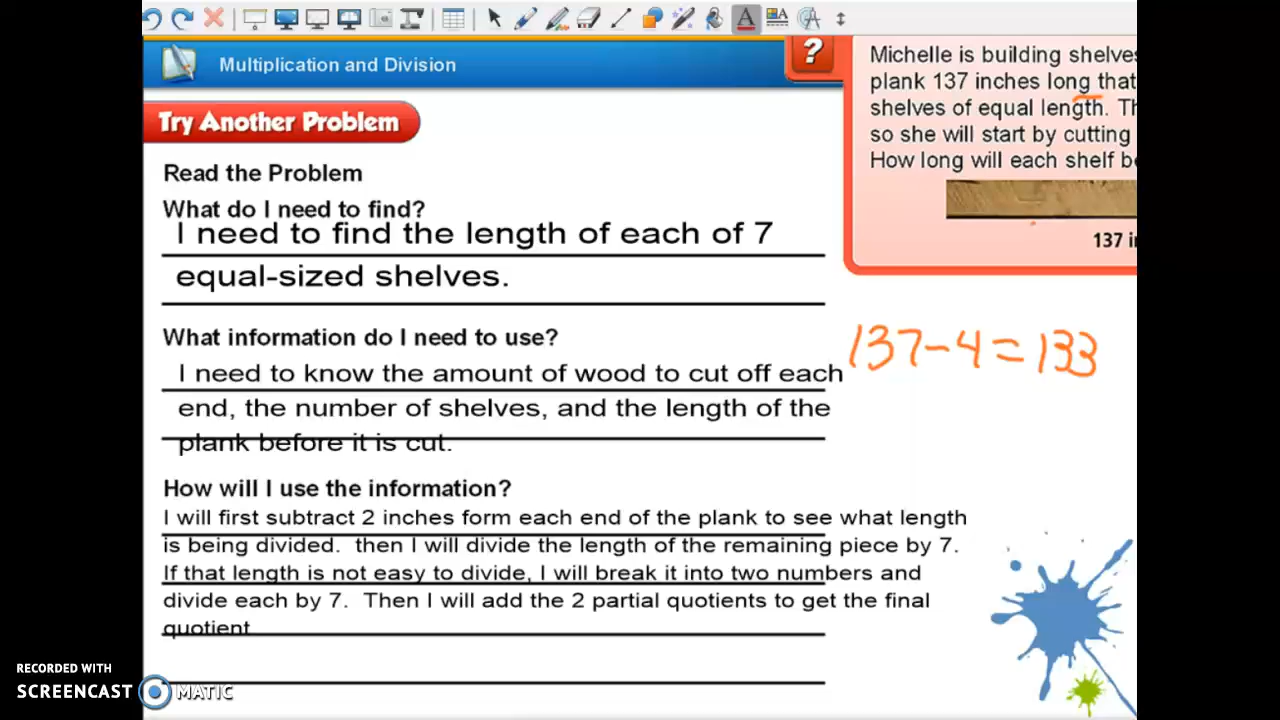 Multiplication and Division
?
Michelle is building shelves
plank 137 inches long that
shelves of equal length. Th
so she will start by cutting
How long will each shelf be
137 in
Try Another Problem
Read the Problem
What do I need to find?
I need to find the length of each of 7
equal-sized shelves.
What information do I need to use?
I need to know the amount of wood to cut off each
end, the number of shelves, and the length of the
plank before it is cut.
137-4=133
How will I use the information?
I will first subtract 2 inches form each end of the plank to see what length
is being divided. then I will divide the length of the remaining piece by 7.
If that length is not easy to divide, I will break it into two numbers and
divide each by 7. Then I will add the 2 partial quotients to get the final
quotient
RECORDED WITH
SCREENCAST MATIC